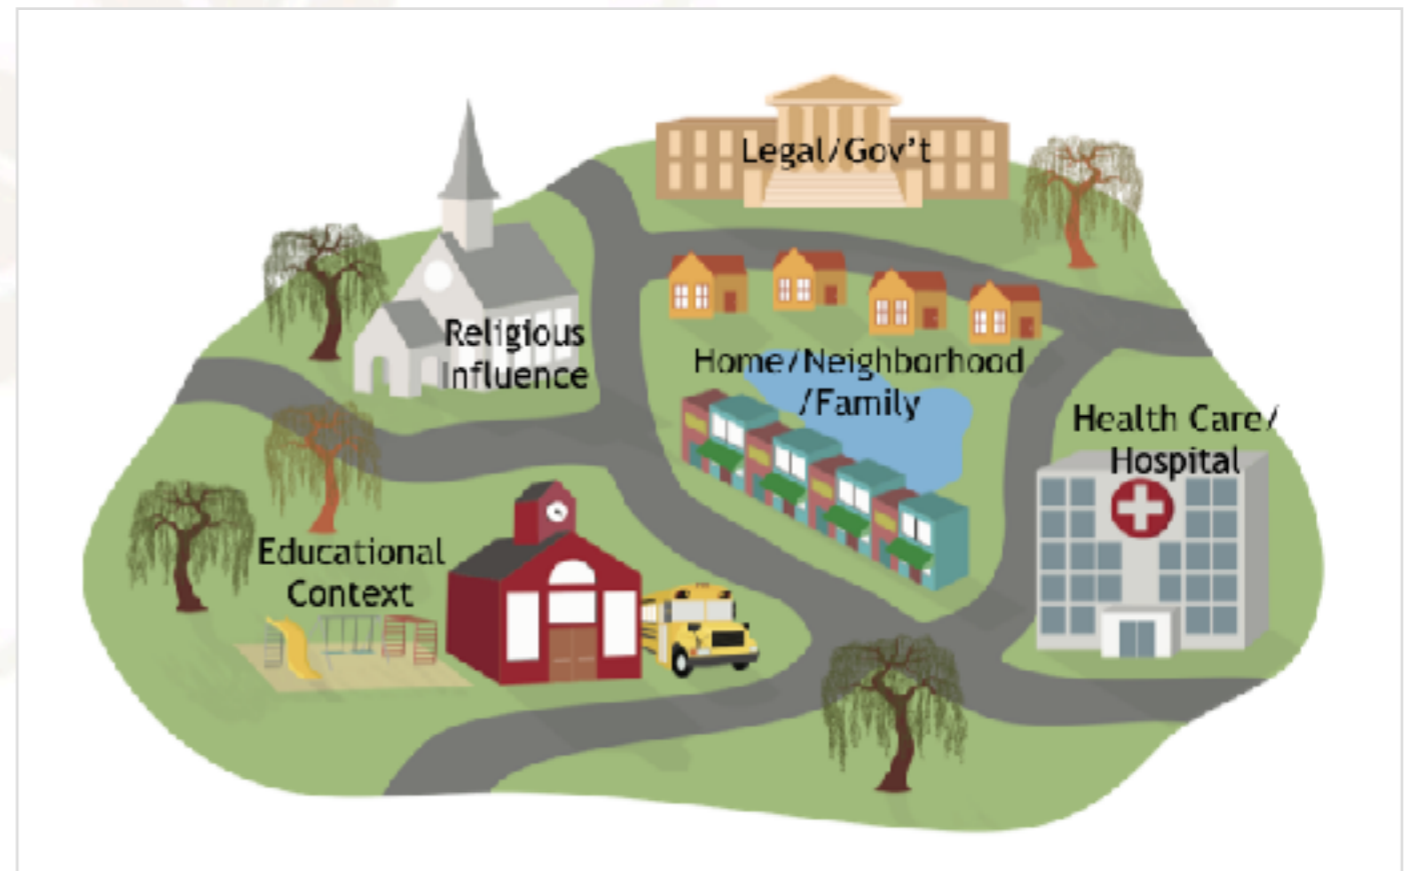 Legal/Gov't
Religious
Influence
Home/Neighborhood
/Family
Health Care/
Hospital
Educational
Context